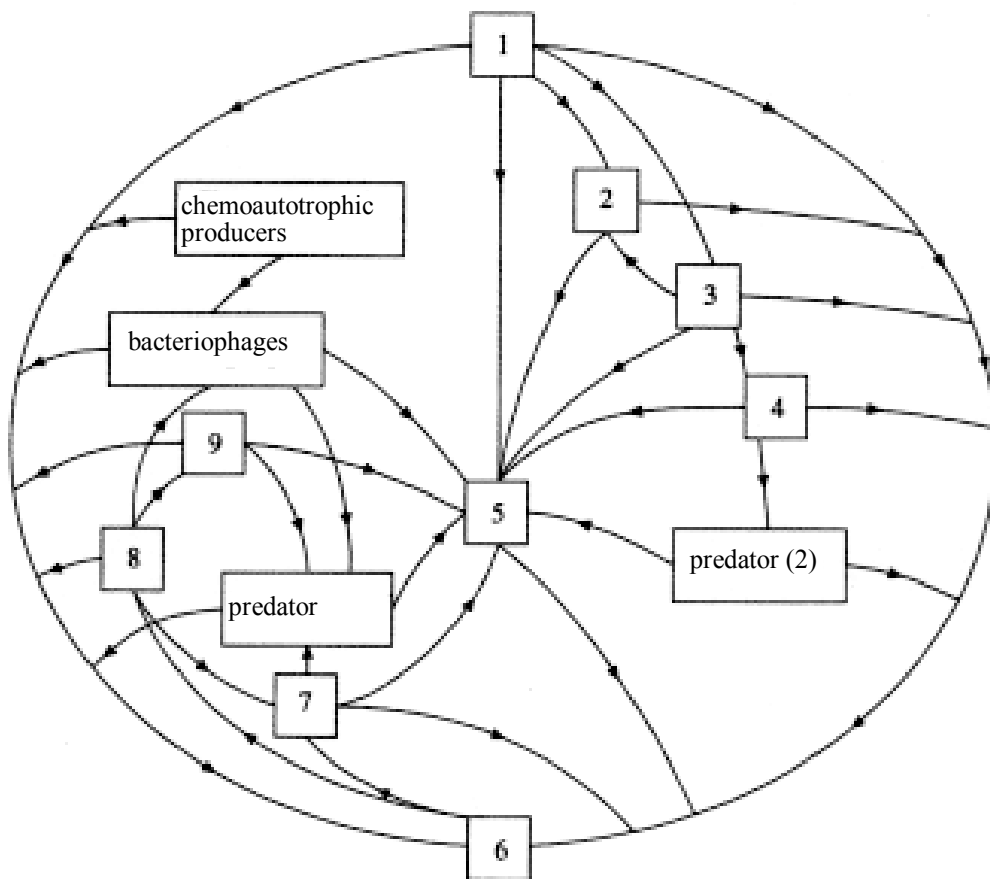 1
chemoautotrophic
producers
2
3
bacteriophages
4
9
5
8
predator (2)
predator
7
6